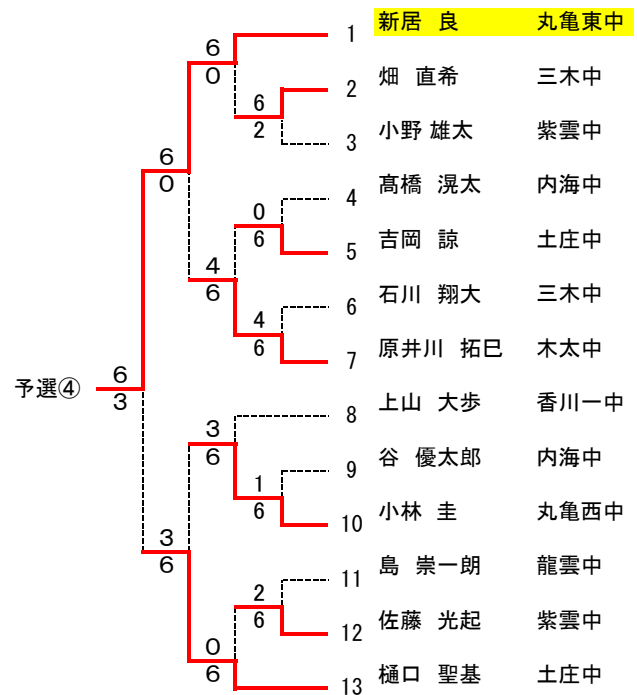 1 新居 良 丸亀東中
6
0
2 畑 直希 三木中
6
2
3 小野 雄太 紫雲中
6
0
4 髙橋 滉太 内海中
0
6
5 吉岡 諒 土庄中
4
6
6 石川 翔大 三木中
4
6
7 原井川 拓巳 木太中
予選④
6
3
8 上山 大歩 香川一中
3
6
9 谷 優太郎 内海中
1
6
10 小林 圭 丸亀西中
3
6
11 島 崇一朗 龍雲中
2
6
12 佐藤 光起 紫雲中
0
6
13 樋口 聖基 土庄中